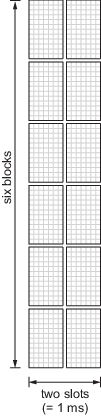 six blocks
two slots
(= 1 ms)